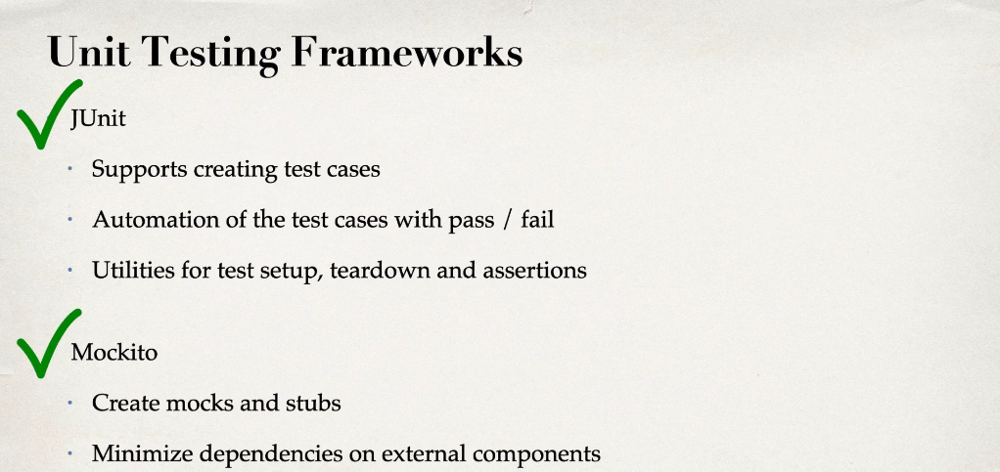 Unit Testing Frameworks
JUnit
• Supports creating test cases
• Automation of the test cases with pass / fail
• Utilities for test setup, teardown and assertions
Mockito
• Create mocks and stubs
• Minimize dependencies on external components